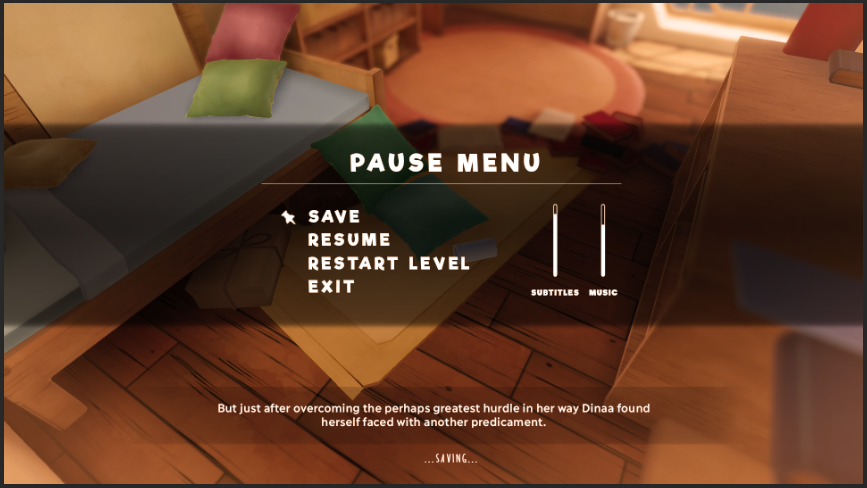 PAUSE MENU
SAVE
RESUME
RESTART LEVEL
EXIT
SUBTITLES MUSIC
But just after overcoming the perhaps greatest hurdle in her way Dinaa found
herself faced with another predicament.
...SAVING...